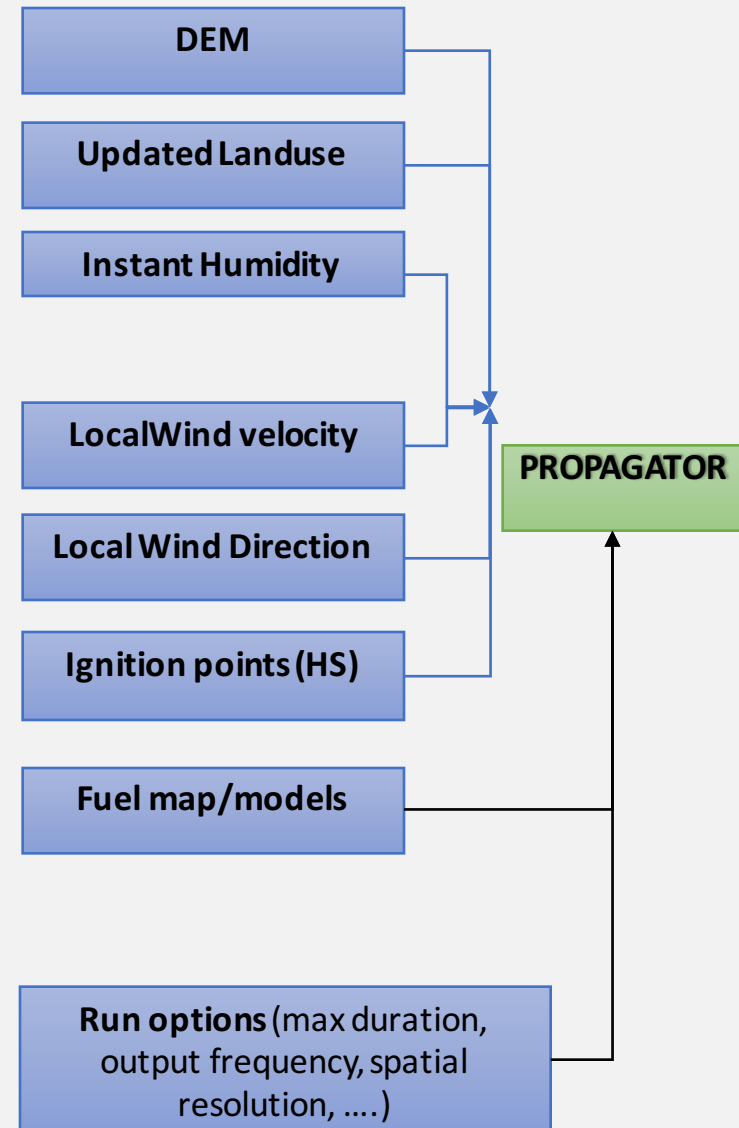 DEM
Updated Landuse
Instant Humidity
LocalWind velocity
PROPAGATOR
Local Wind Direction
Ignition points (HS)
Fuel map/models
Run options (max duration,
output frequency, spatial
resolution, ....)